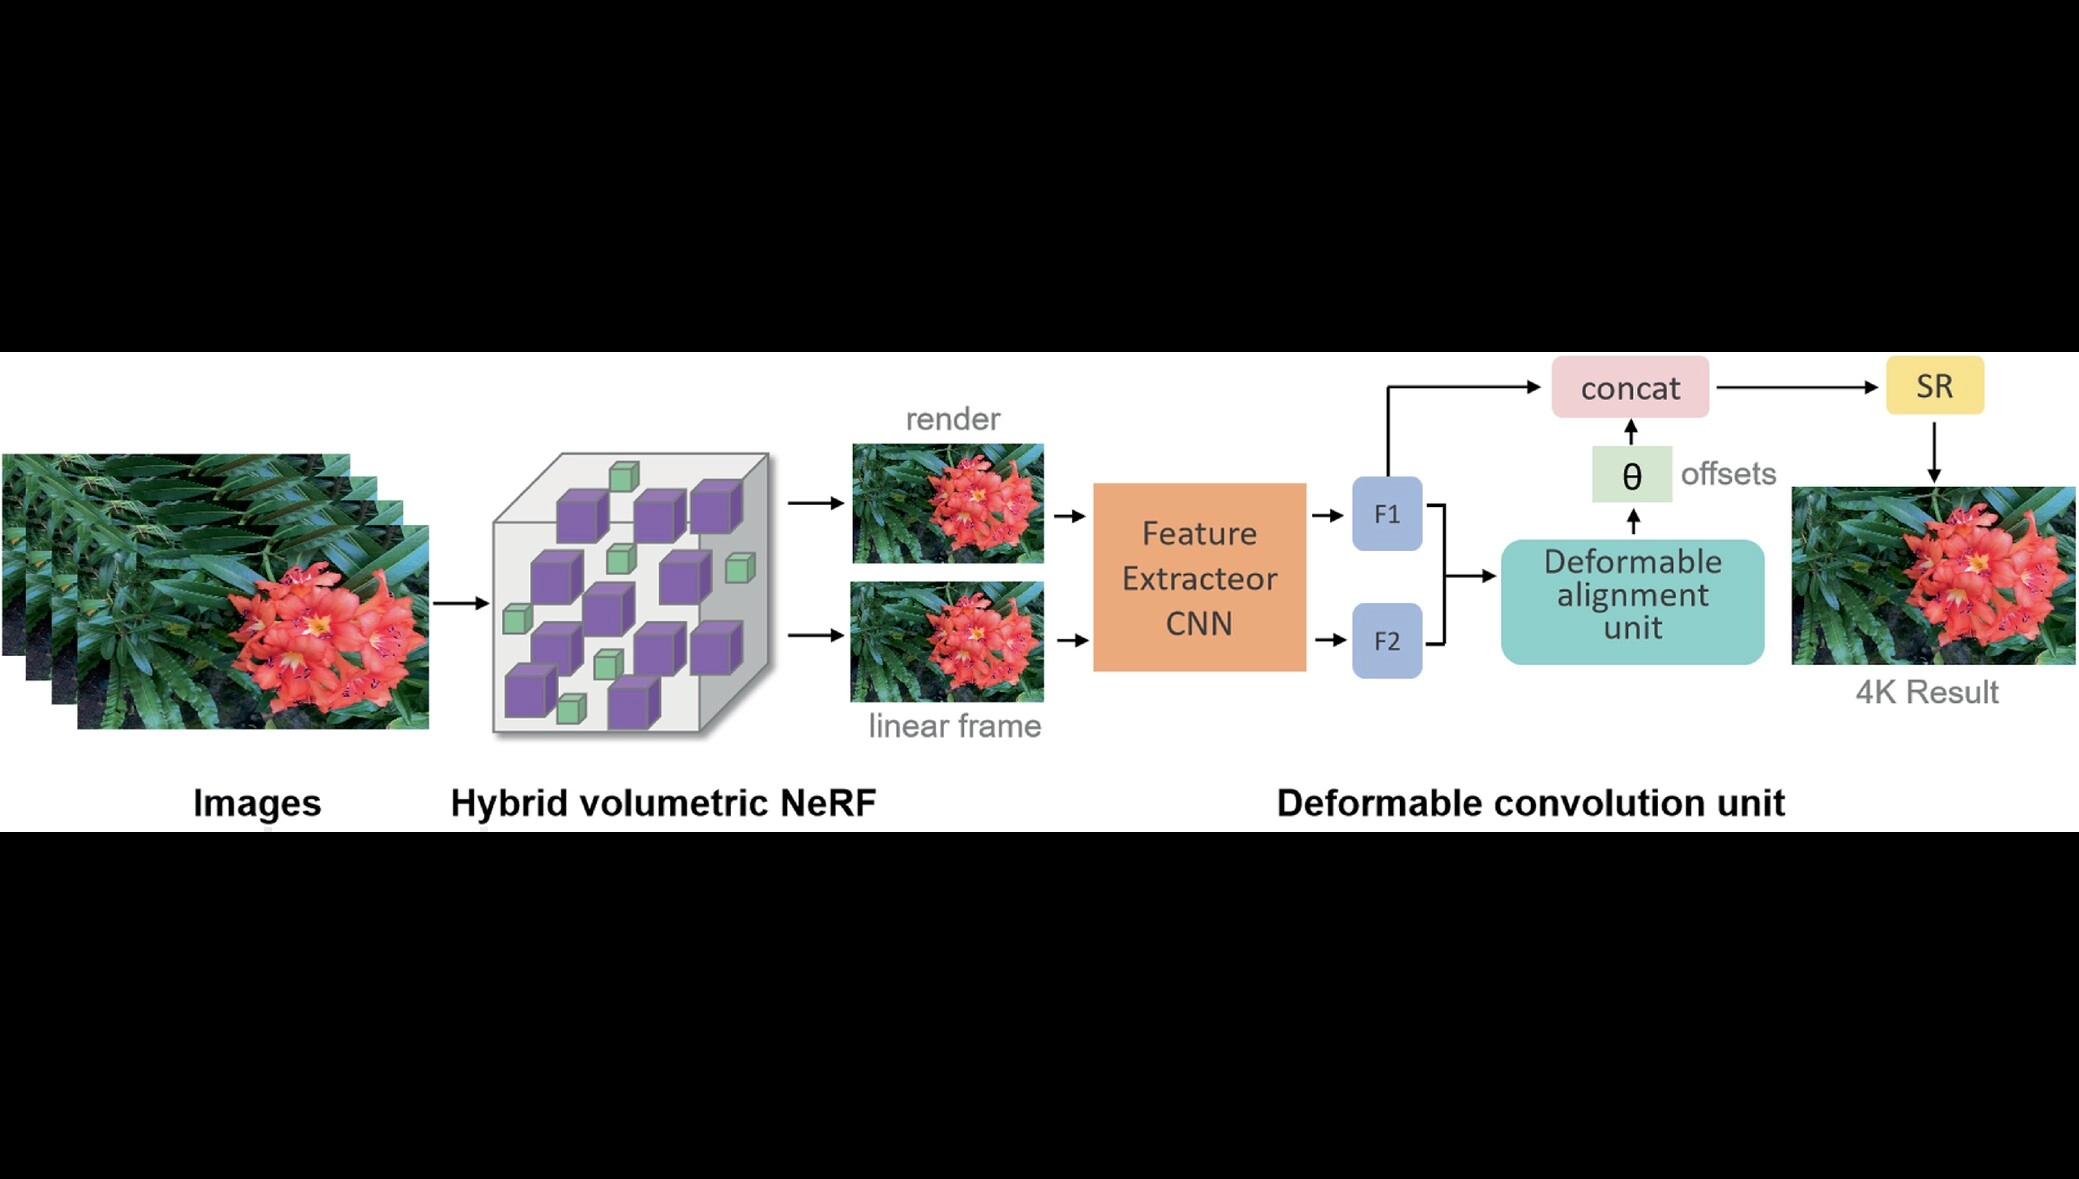 render
linear frame
Feature
Extracteor
CNN
F1
F2
concat
θ
offsets
Deformable
alignment
unit
SR
4K Result
Images
Hybrid volumetric NeRF
Deformable convolution unit